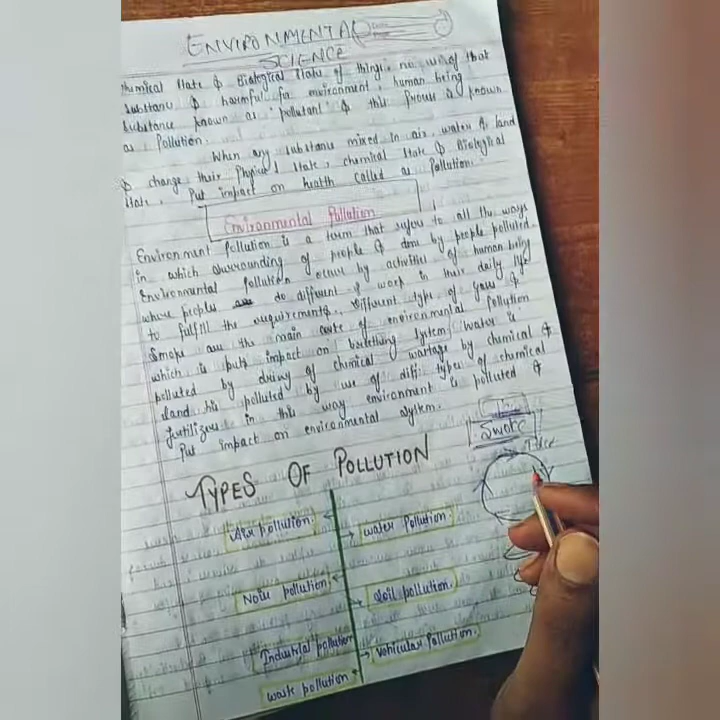 ENVIRONMENTAL
SCIENCE
chemical state & Biological state of things. no use of that
substance & harmful for environment, human being
substance known as 'pollutant' & this process is known
as Pollution.
When any substance mixed in air, water & land
& change their Physical state, chemical state & Biological
state. Put impact on health called as Pollution.
Environmental Pollution
Environment Pollution is a term that refers to all the ways
in which surrounding of people & done by people polluted.
Environmental Pollution occur by activities of human being
where peoples do different work in their daily life
to fulfill the requirements. Different type of gases &
Smoke are the main cause of environmental pollution
which is puts impact on breathing system. Water is
polluted by of chemical wastage by chemical &
land polluted by use of diff. types of chemical
fertilizers in this way environment is polluted &
Put impact on environmental system.
Smoke
Tree
TYPES OF POLLUTION
Air pollution.
water Pollution.
Noise pollution
Soil pollution.
Industrial pollution
Vehicular Pollution.
waste pollution